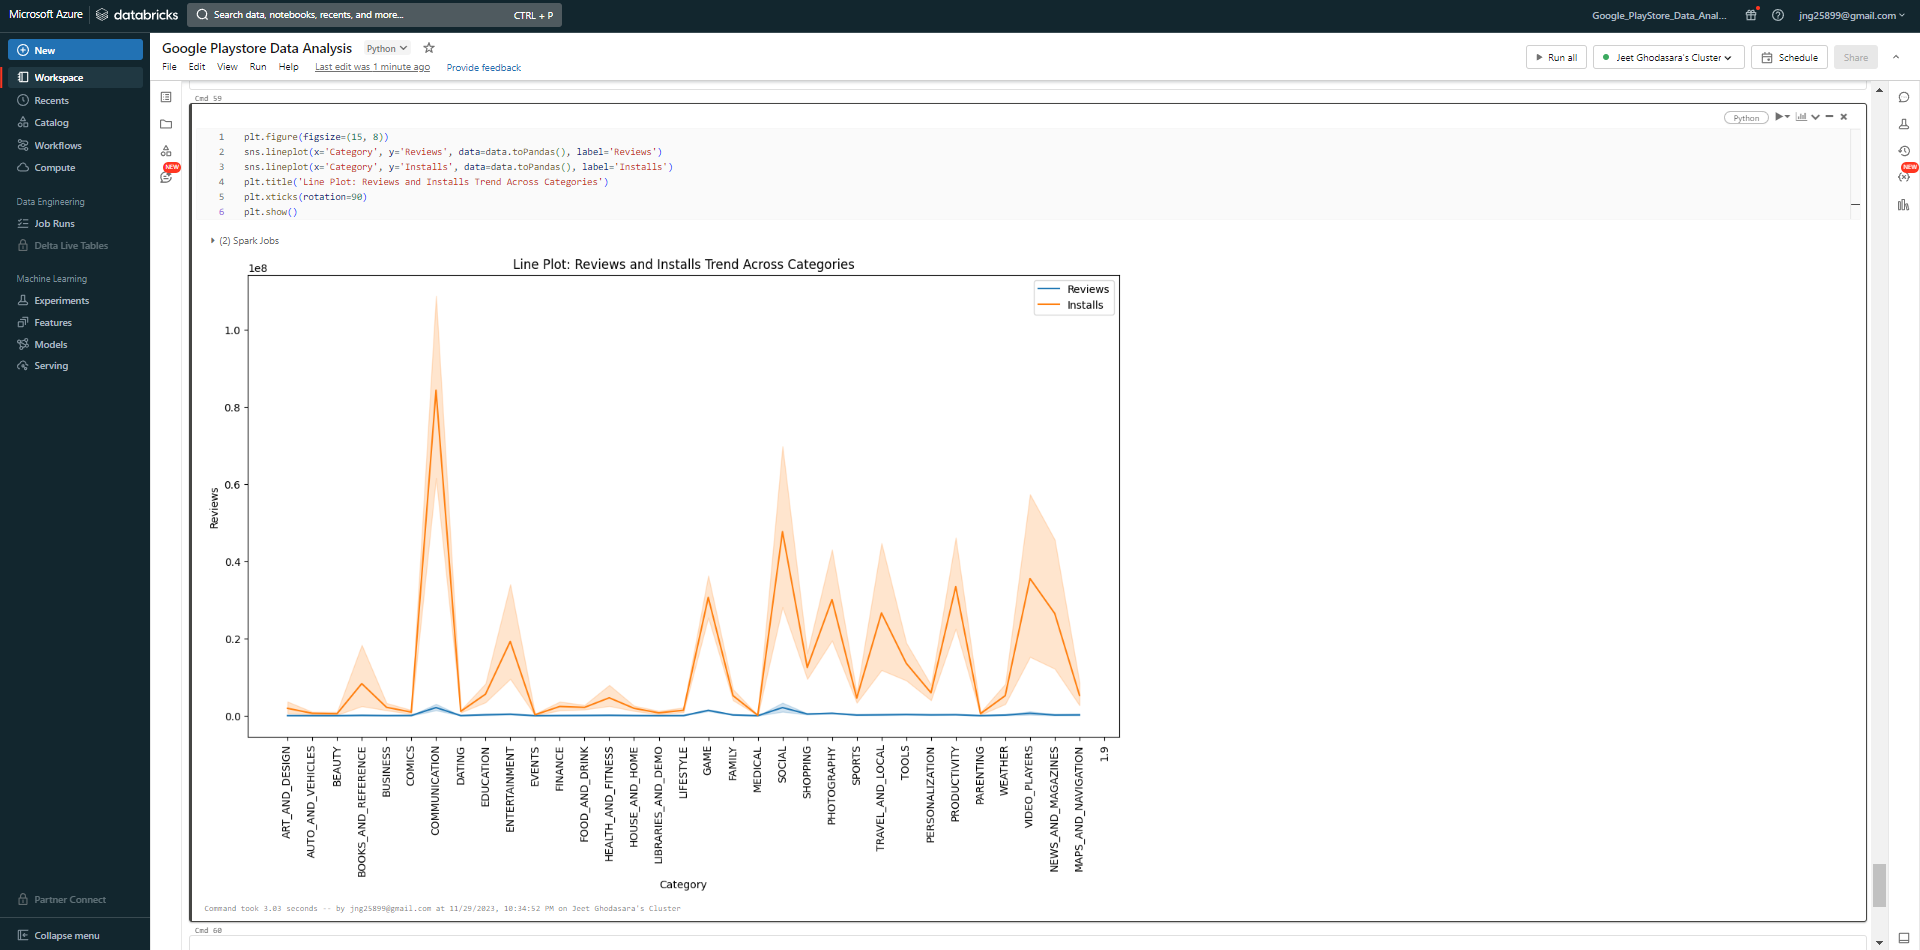 Microsoft Azure databricks
Search data, notebooks, recents, and more... CTRL + P
Google_PlayStore_Data_Anal...
jng25899@gmail.com
New
Workspace
Recents
Catalog
Workflows
Compute
Data Engineering
Job Runs
Delta Live Tables
Machine Learning
Experiments
Features
Models
Serving
Partner Connect
Collapse menu
Google Playstore Data Analysis Python
File Edit View Run Help Last edit was 1 minute ago Provide feedback
Run all Jeet Ghodasara's Cluster Schedule Share
NEW
NEW
Cmd 59
Python
1 plt.figure(figsize=(15, 8))
2 sns.lineplot(x='Category', y='Reviews', data=data.toPandas(), label='Reviews')
3 sns.lineplot(x='Category', y='Installs', data=data.toPandas(), label='Installs')
4 plt.title('Line Plot: Reviews and Installs Trend Across Categories')
5 plt.xticks(rotation=90)
6 plt.show()
(2) Spark Jobs
Line Plot: Reviews and Installs Trend Across Categories
1e8
Reviews
Installs
1.0
0.8
0.6
0.4
0.2
0.0
Reviews
ART_AND_DESIGN
AUTO_AND_VEHICLES
BEAUTY
BOOKS_AND_REFERENCE
BUSINESS
COMICS
COMMUNICATION
DATING
EDUCATION
ENTERTAINMENT
EVENTS
FINANCE
FOOD_AND_DRINK
HEALTH_AND_FITNESS
HOUSE_AND_HOME
LIBRARIES_AND_DEMO
LIFESTYLE
GAME
FAMILY
MEDICAL
SOCIAL
SHOPPING
PHOTOGRAPHY
SPORTS
TRAVEL_AND_LOCAL
TOOLS
PERSONALIZATION
PRODUCTIVITY
PARENTING
WEATHER
VIDEO_PLAYERS
NEWS_AND_MAGAZINES
MAPS_AND_NAVIGATION
1.9
Category
Command took 3.03 seconds -- by jng25899@gmail.com at 11/29/2023, 10:34:52 PM on Jeet Ghodasara's Cluster
Cmd 60